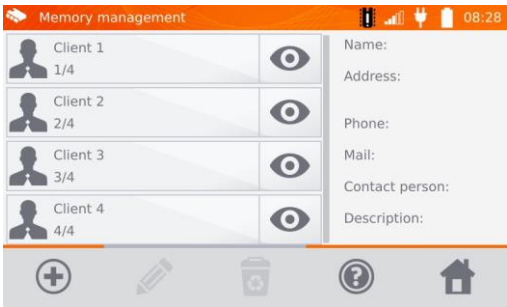 Memory management
08:28
Client 1
1/4
Client 2
2/4
Client 3
3/4
Client 4
4/4
Name:
Address:
Phone:
Mail:
Contact person:
Description: